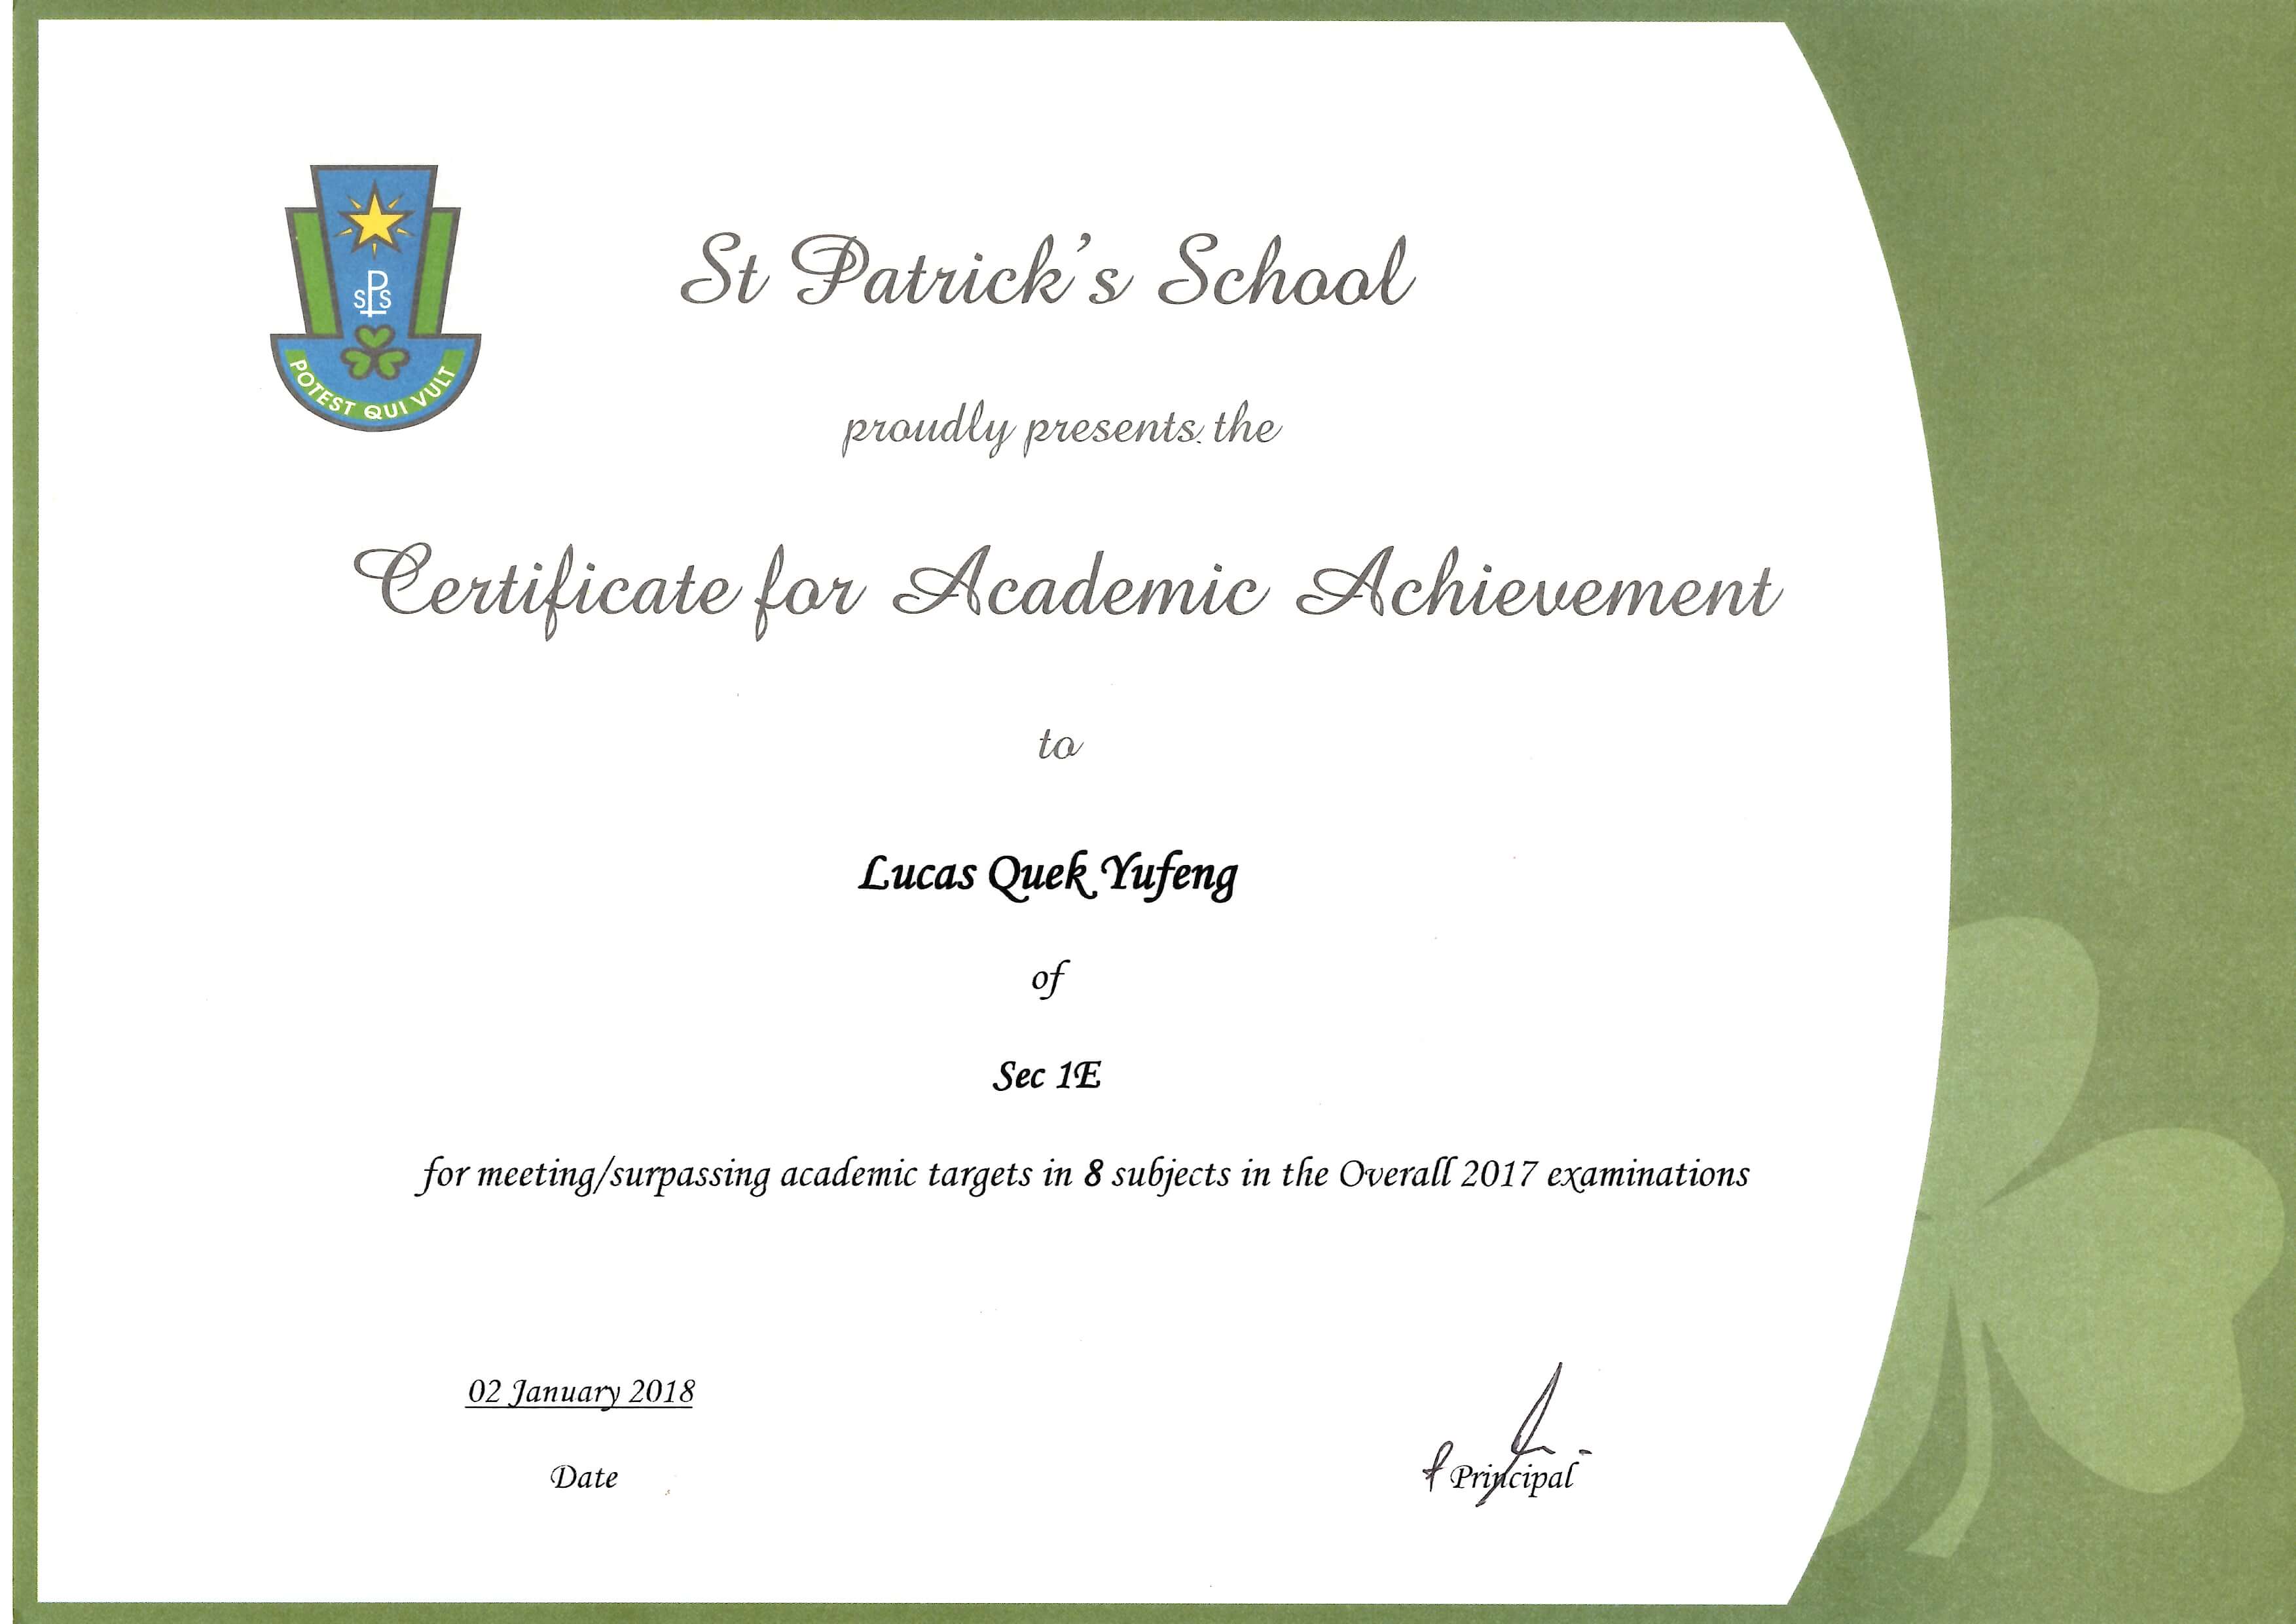 SPS
POTEST QUI VULT
St Patrick's School
proudly presents the
Certificate for Academic Achievement
to
Lucas Quek Yufeng
of
Sec 1E
for meeting/surpassing academic targets in 8 subjects in the Overall 2017 examinations
02 January 2018
Date
Principal